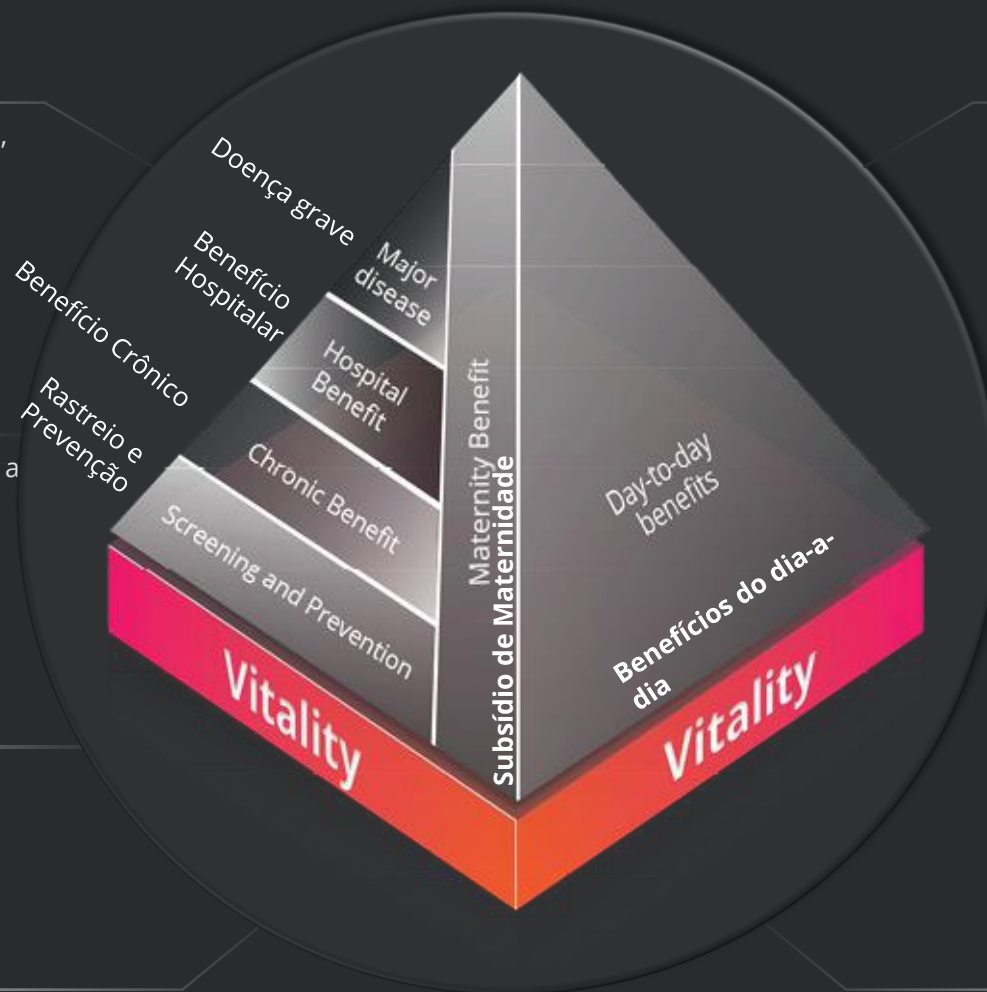 Doença grave
Major
disease
Benefício
Hospitalar
Hospital
Benefit
Benefício Crônico
Chronic Benefit
Rastreio e
Prevenção
Screening and Prevention
Maternity Benefit
Subsídio de Maternidade
Day-to-day
benefits
Benefícios do dia-a-
dia
Vitality
Vitality
,
a